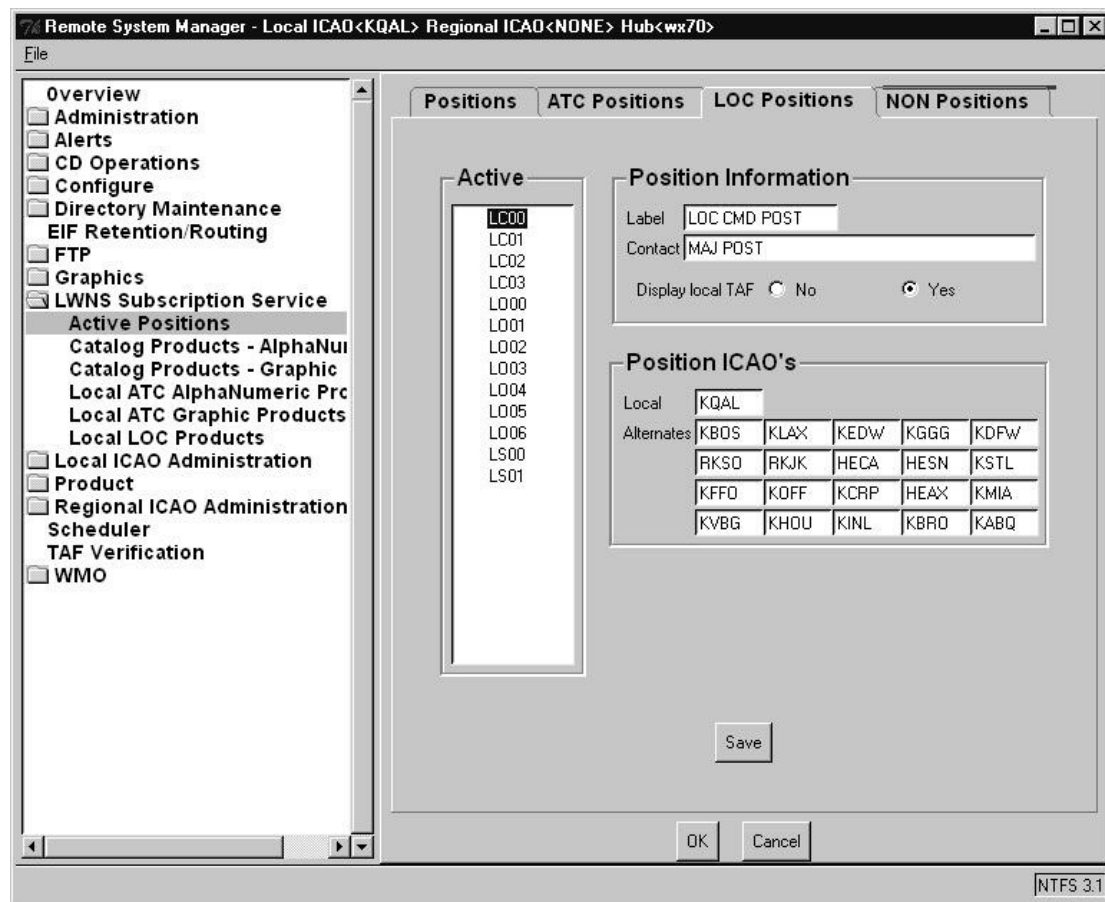 Remote System Manager - Local ICAO<KQAL> Regional ICAO<NONE> Hub<wx70>
File
Overview
Administration
Alerts
CD Operations
Configure
Directory Maintenance
EIF Retention/Routing
FTP
Graphics
LWNS Subscription Service
Active Positions
Catalog Products - AlphaNu
Catalog Products - Graphic
Local ATC AlphaNumeric Prc
Local ATC Graphic Products
Local LOC Products
Local ICAO Administration
Product
Regional ICAO Administration
Scheduler
TAF Verification
WMO
Positions ATC Positions LOC Positions NON Positions
Active
LC00
LC01
LC02
LC03
LO00
LO01
LO02
LO03
LO04
LO05
LO06
LS00
LS01
Position Information
Label LOC CMD POST
Contact MAJ POST
Display local TAF No Yes
Position ICAO's
Local KQAL
Alternates KBOS KLAX KEDW KGGG KDFW
RKSO RKJK HECA HESN KSTL
KFFO KOFF KCRP HEAX KMIA
KVBG KHOU KINL KBRO KABQ
Save
OK Cancel
NTFS 3.1